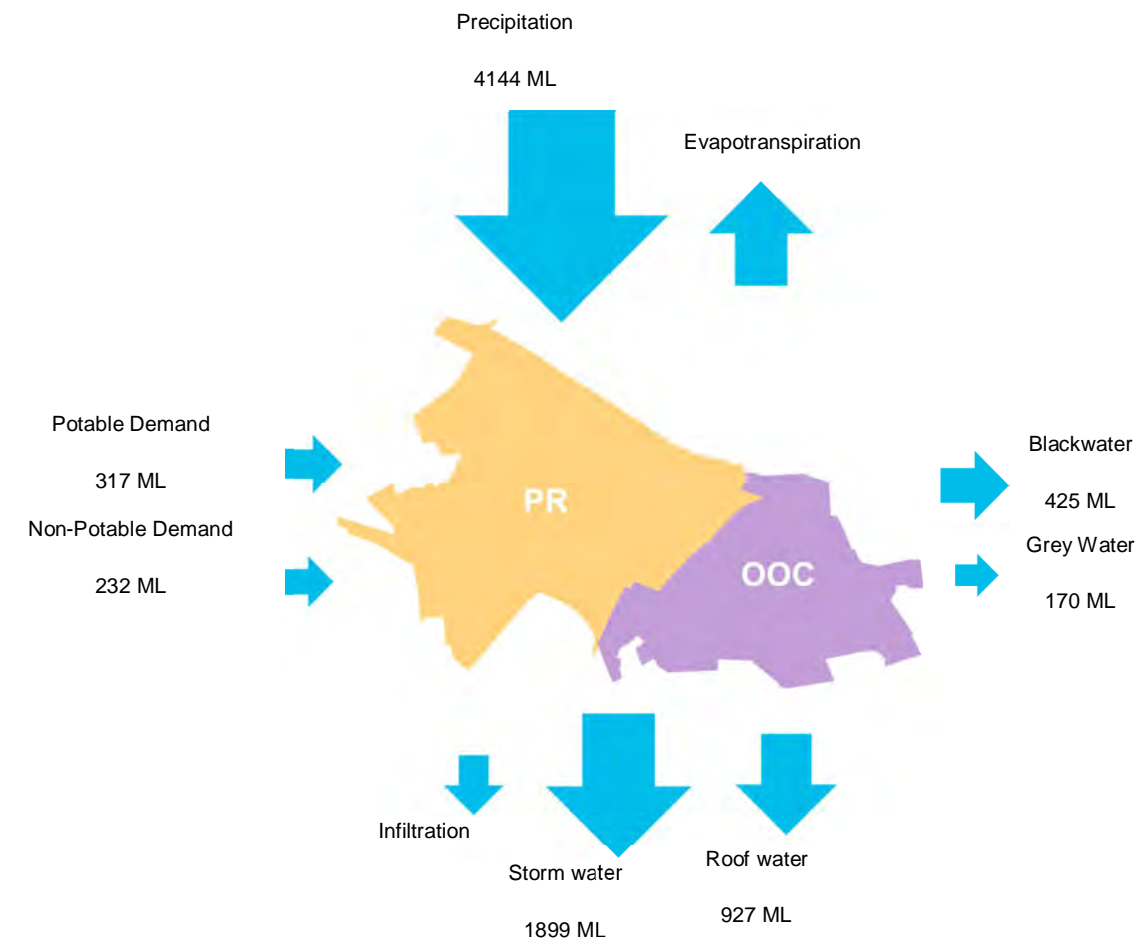 Precipitation
4144 ML
Evapotranspiration
Potable Demand
317 ML
Non-Potable Demand
232 ML
PR
OOC
Blackwater
425 ML
Grey Water
170 ML
Infiltration
Storm water
1899 ML
Roof water
927 ML